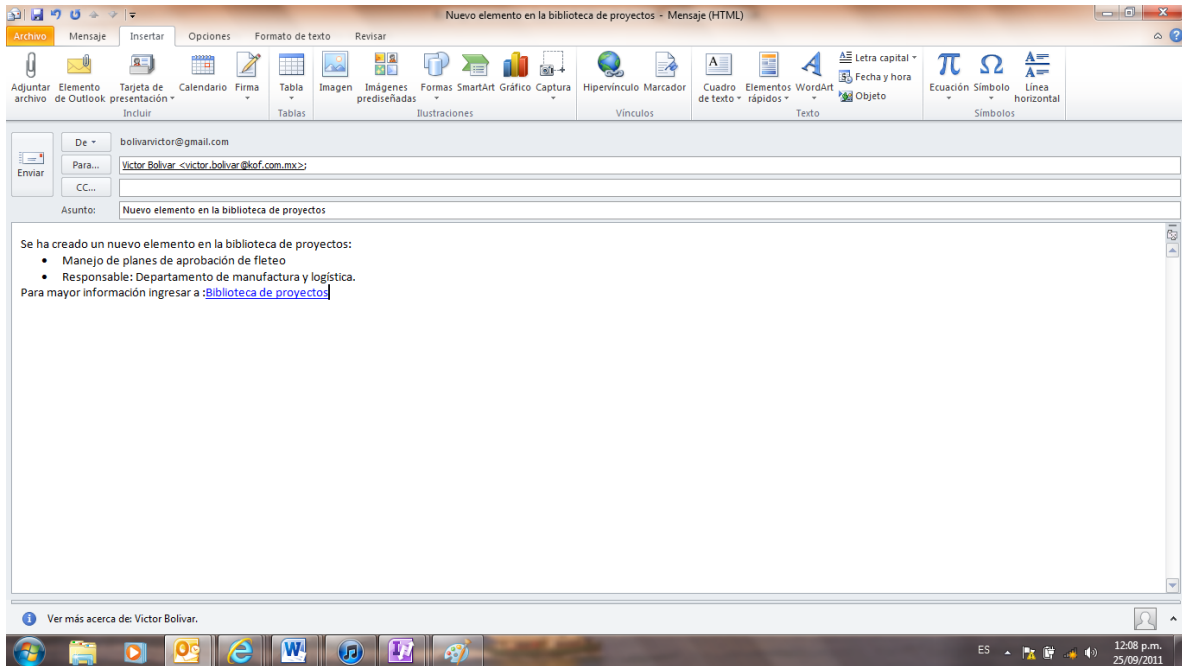 Nuevo elemento en la biblioteca de proyectos - Mensaje (HTML)
Archivo Mensaje Insertar Opciones Formato de texto Revisar
Adjuntar archivo
Elemento de Outlook
Tarjeta de presentación
Calendario
Firma
Tabla
Imagen
Imágenes prediseñadas
Formas
SmartArt
Gráfico
Captura
Hipervínculo
Marcador
Cuadro de texto
Elementos rápidos
WordArt
Letra capital
Fecha y hora
Objeto
Ecuación
Símbolo
Línea horizontal
Incluir Tablas Ilustraciones Vínculos Texto Símbolos
De bolivarvictor@gmail.com
Enviar
Para... Victor Bolivar <victor.bolivar@kof.com.mx>;
CC...
Asunto: Nuevo elemento en la biblioteca de proyectos
Se ha creado un nuevo elemento en la biblioteca de proyectos:
• Manejo de planes de aprobación de fleteo
• Responsable: Departamento de manufactura y logística.
Para mayor información ingresar a :Biblioteca de proyectos
Ver más acerca de: Victor Bolivar.
ES
12:08 p.m.
25/09/2011